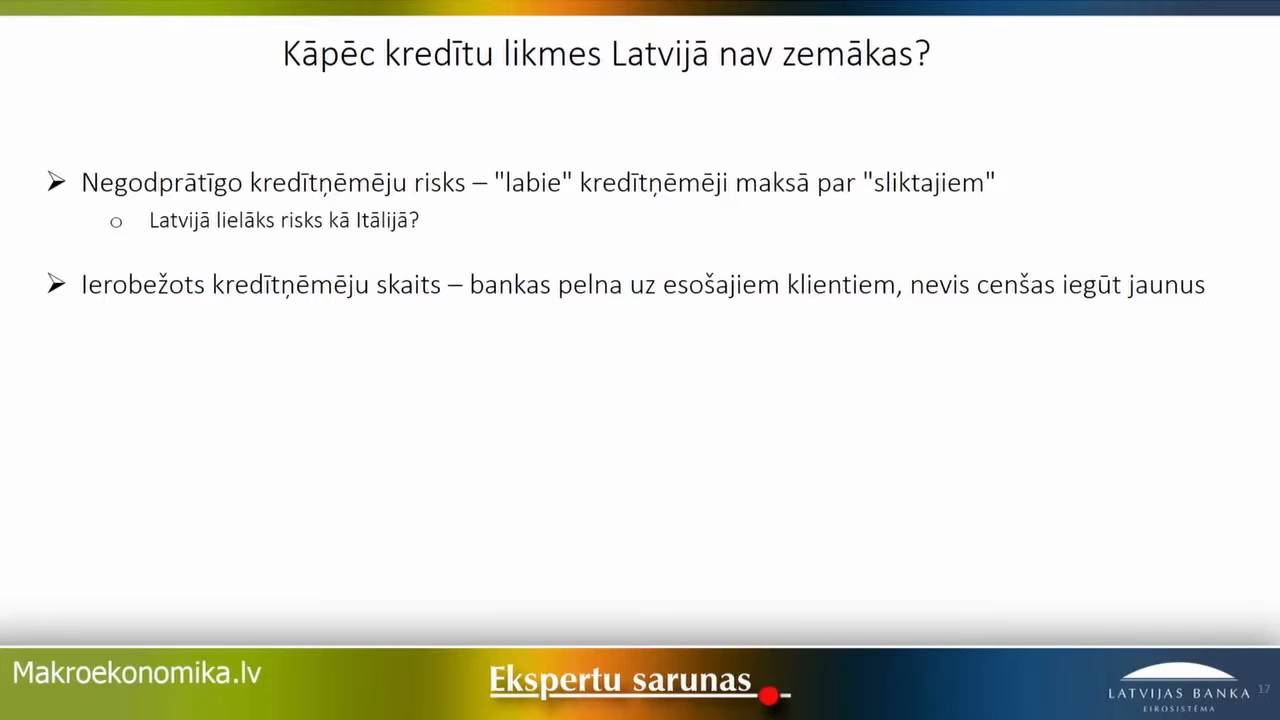 Kāpēc kredītu likmes Latvijā nav zemākas?
Negodprātīgo kredītņēmēju risks – "labie" kredītņēmēji maksā par "sliktajiem"
Latvijā lielāks risks kā Itālijā?
Ierobežots kredītņēmēju skaits – bankas pelna uz esošajiem klientiem, nevis cenšas iegūt jaunus
Makroekonomika.lv
Ekspertu sarunas
LATVIJAS BANKA
EIROSISTĒMA
17